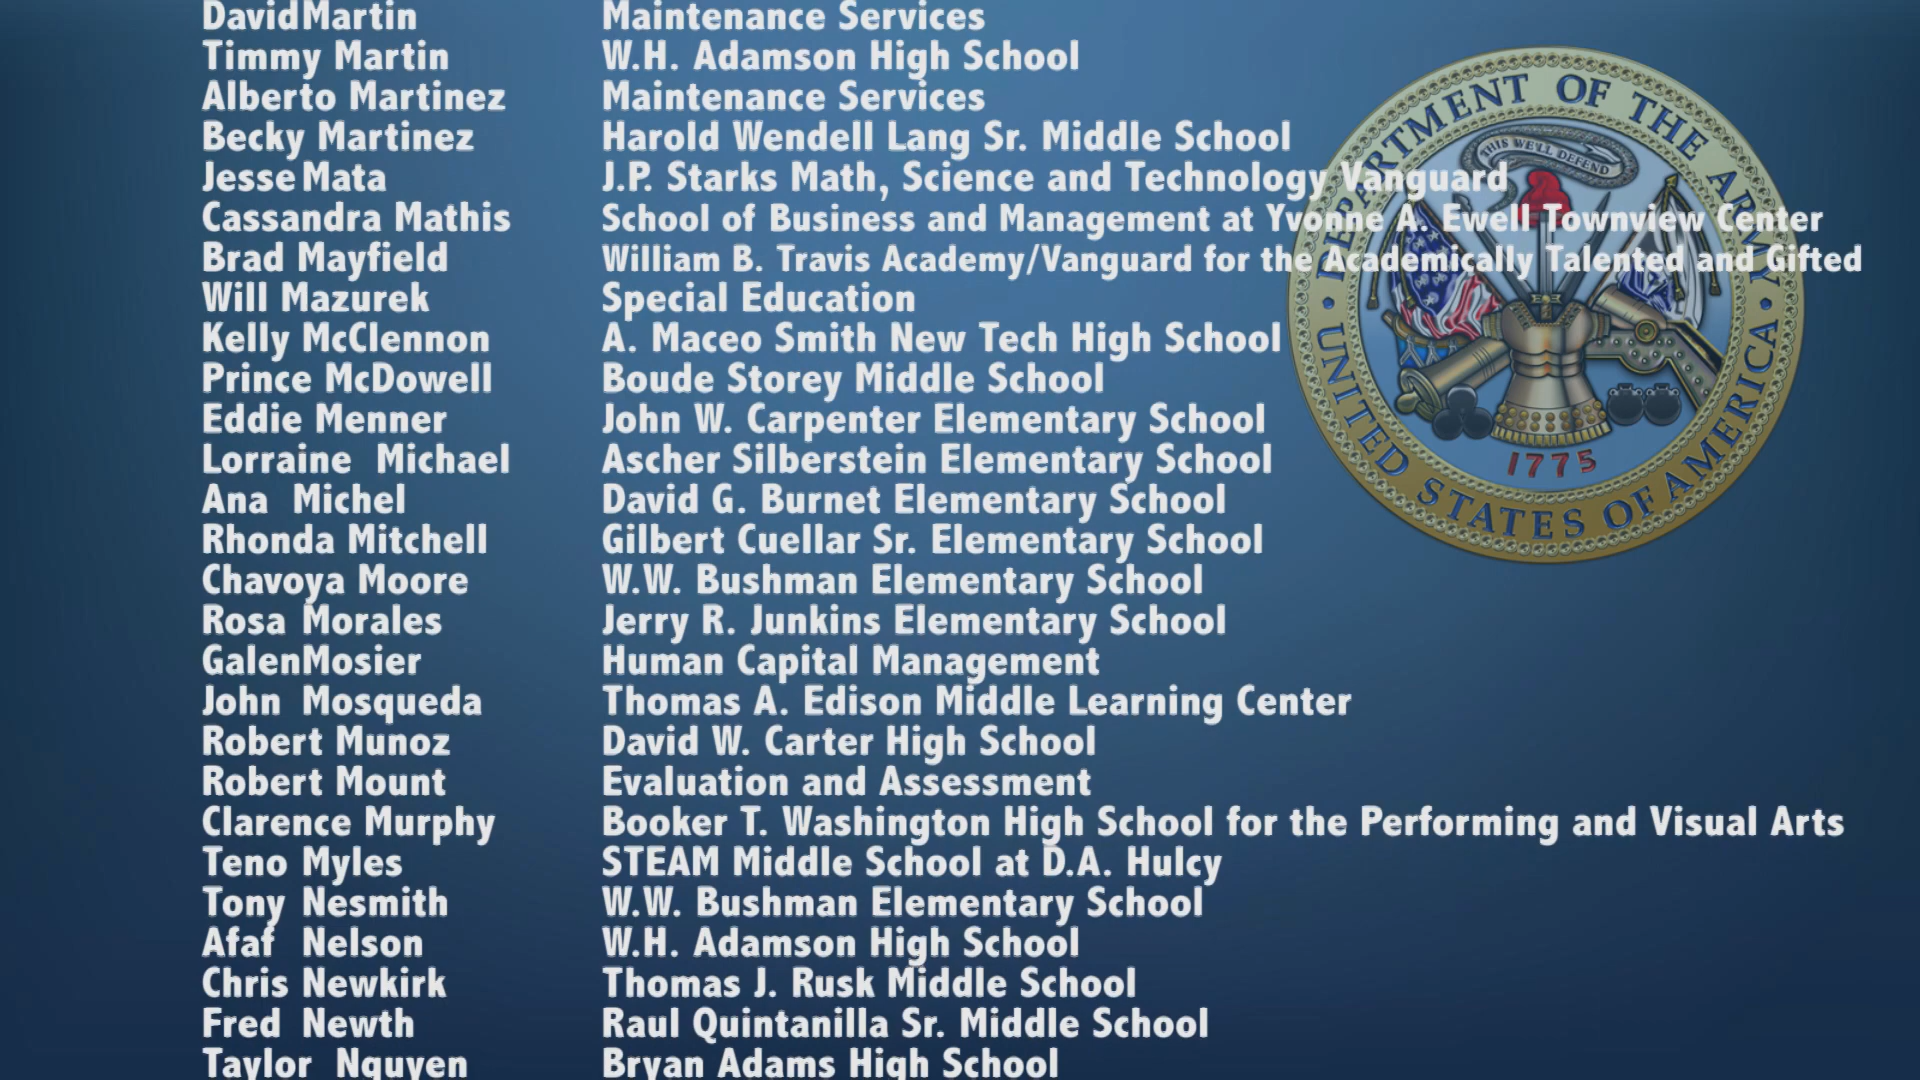 David Martin Maintenance Services
Timmy Martin W.H. Adamson High School
Alberto Martinez Maintenance Services
Becky Martinez Harold Wendell Lang Sr. Middle School
Jesse Mata J.P. Starks Math, Science and Technology Vanguard
Cassandra Mathis School of Business and Management at Yvonne A. Ewell Townview Center
Brad Mayfield William B. Travis Academy/Vanguard for the Academically Talented and Gifted
Will Mazurek Special Education
Kelly McClennon A. Maceo Smith New Tech High School
Prince McDowell Boude Storey Middle School
Eddie Menner John W. Carpenter Elementary School
Lorraine Michael Ascher Silberstein Elementary School
Ana Michel David G. Burnet Elementary School
Rhonda Mitchell Gilbert Cuellar Sr. Elementary School
Chavoya Moore W.W. Bushman Elementary School
Rosa Morales Jerry R. Junkins Elementary School
GalenMosier Human Capital Management
John Mosqueda Thomas A. Edison Middle Learning Center
Robert Munoz David W. Carter High School
Robert Mount Evaluation and Assessment
Clarence Murphy Booker T. Washington High School for the Performing and Visual Arts
Teno Myles STEAM Middle School at D.A. Hulcy
Tony Nesmith W.W. Bushman Elementary School
Afaf Nelson W.H. Adamson High School
Chris Newkirk Thomas J. Rusk Middle School
Fred Newth Raul Quintanilla Sr. Middle School
Taylor Nguyen Bryan Adams High School
DEPARTMENT OF THE ARMY
THIS WE'LL DEFEND
1775
UNITED STATES OF AMERICA